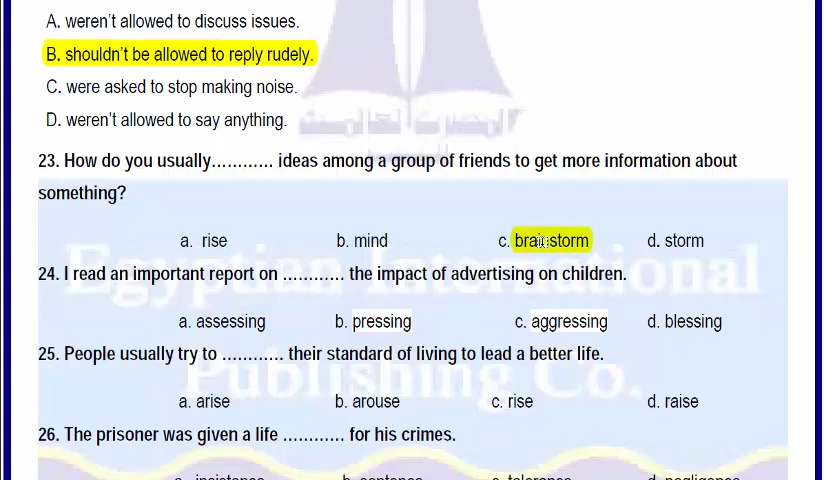 A. weren't allowed to discuss issues.
B. shouldn't be allowed to reply rudely.
C. were asked to stop making noise.
D. weren't allowed to say anything.
23. How do you usually............ ideas among a group of friends to get more information about
something?
a. rise b. mind c. brainstorm d. storm
24. I read an important report on ........... the impact of advertising on children.
a. assessing b. pressing c. aggressing d. blessing
25. People usually try to ............ their standard of living to lead a better life.
a. arise b. arouse c. rise d. raise
26. The prisoner was given a life ............ for his crimes.
a. insistence b. sentence c. tolerance d. negligence
Egyptian International
Publishing Co.